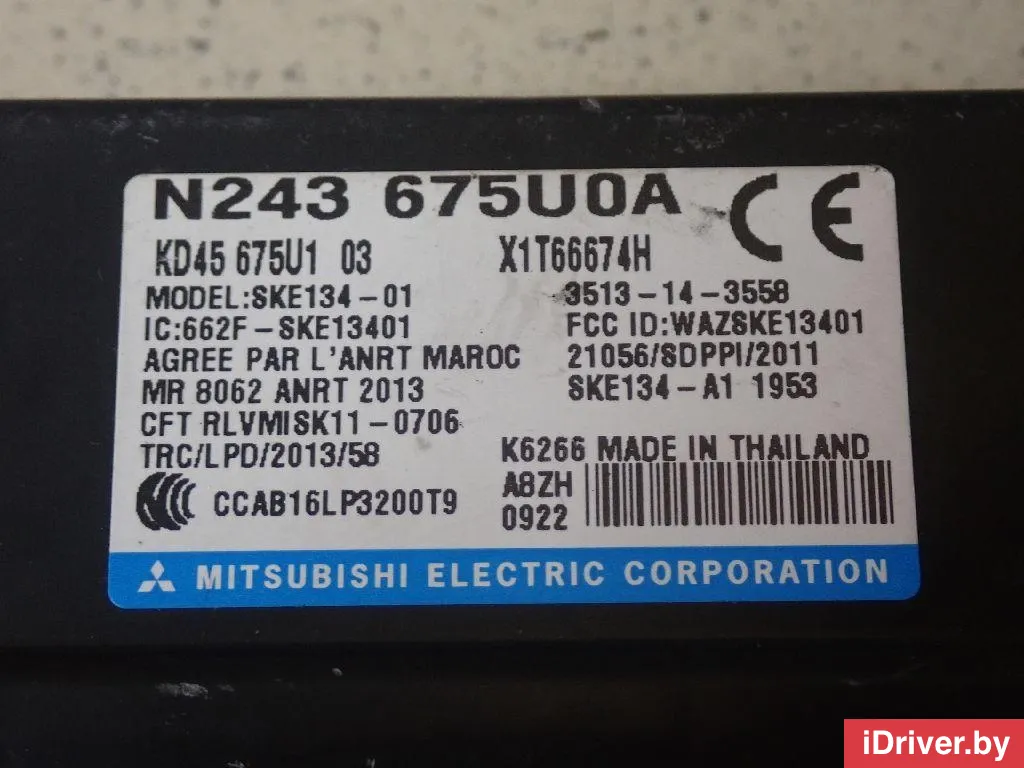 N243 675U0A
CE
KD45 675U1 03
X1T66674H
MODEL:SKE134-01
3513-14-3558
IC:662F-SKE13401
FCC ID:WAZSKE13401
AGREE PAR L'ANRT MAROC
21056/SDPPI/2011
MR 8062 ANRT 2013
SKE134-A1 1953
CFT RLVMISK11-0706
TRC/LPD/2013/58
K6266 MADE IN THAILAND
A8ZH
CCAB16LP3200T9
0922
MITSUBISHI ELECTRIC CORPORATION
iDriver.by